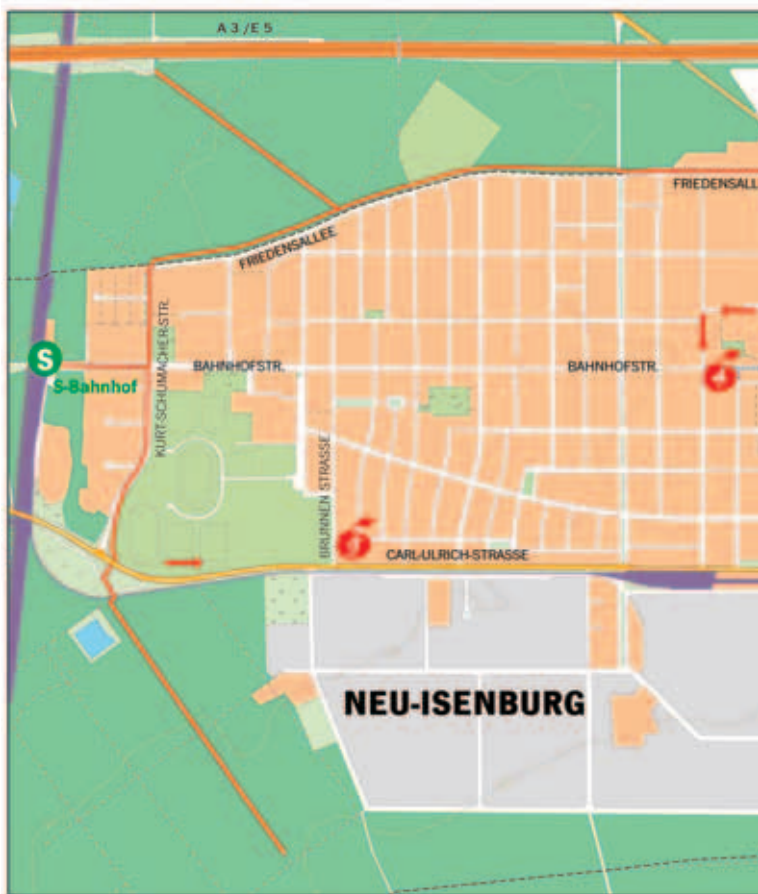 A 3 /E 5
FRIEDENSALL
FRIEDENSALLEE
KURT-SCHUMACHER-STR.
S
S-Bahnhof
BAHNHOFSTR.
BAHNHOFSTR.
BRUNNEN STRASSE
CARL-ULRICH-STRASSE
NEU-ISENBURG